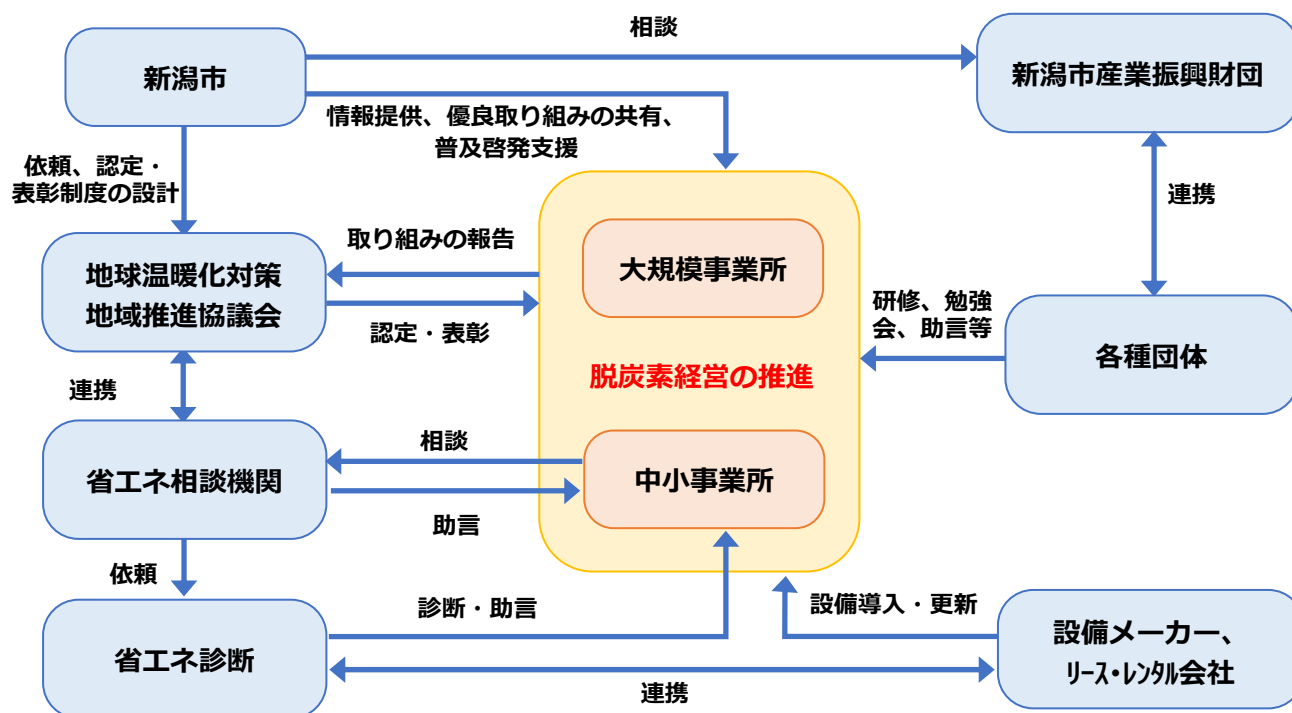 相談
新潟市
新潟市産業振興財団
情報提供、優良取り組みの共有、
普及啓発支援
依頼、認定・
表彰制度の設計
連携
取り組みの報告
大規模事業所
地球温暖化対策
地域推進協議会
認定・表彰
研修、勉強
会、助言等
各種団体
脱炭素経営の推進
連携
相談
省エネ相談機関
中小事業所
助言
依頼
診断・助言
設備導入・更新
省エネ診断
設備メーカー、
ﾘｰｽ・ﾚﾝﾀﾙ会社
連携